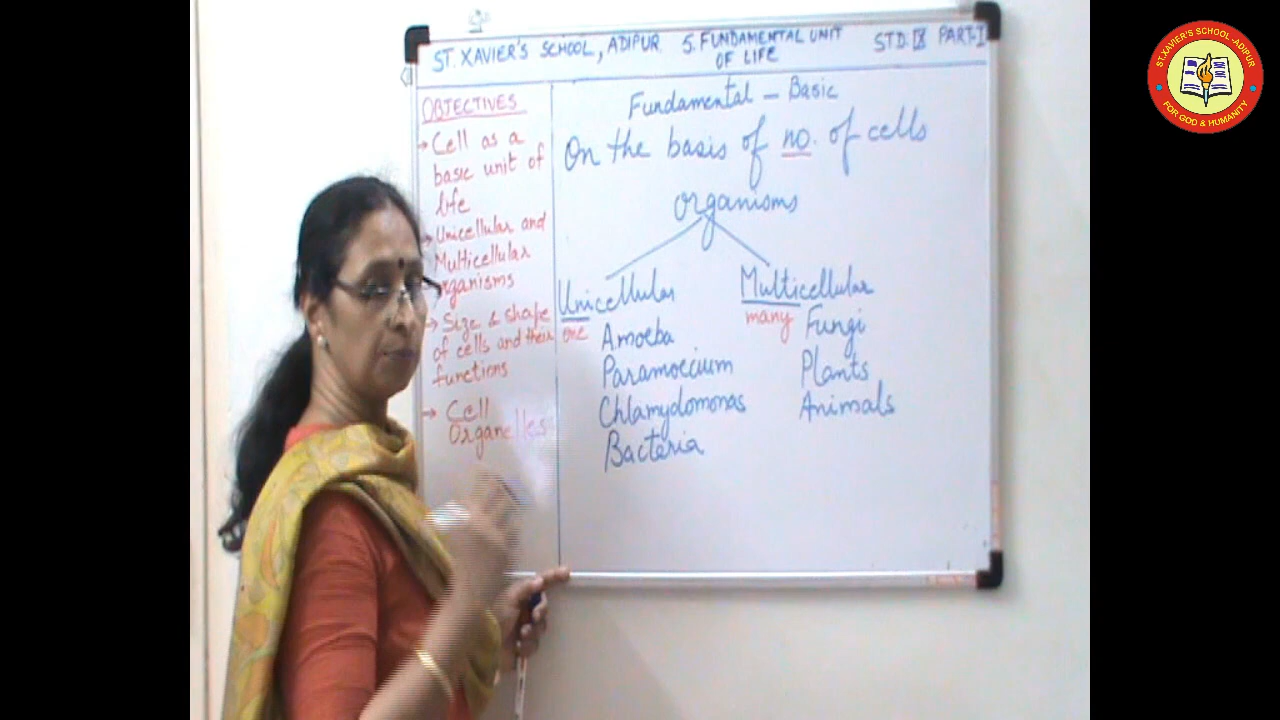 ST. XAVIER'S SCHOOL, ADIPUR 5. FUNDAMENTAL UNIT OF LIFE STD. IX PART-I
OBJECTIVES
→ Cell as a
basic unit of
life
→ Unicellular and
Multicellular
organisms
→ Size & shape
of cells and their
functions
→ Cell
Organelles
Fundamental - Basic
On the basis of no. of cells
organisms
Unicellular
one
Amoeba
Paramoecium
Chlamydomonas
Bacteria
Multicellular
many
Fungi
Plants
Animals
ST. XAVIER'S SCHOOL-ADIPUR
FOR GOD & HUMANITY